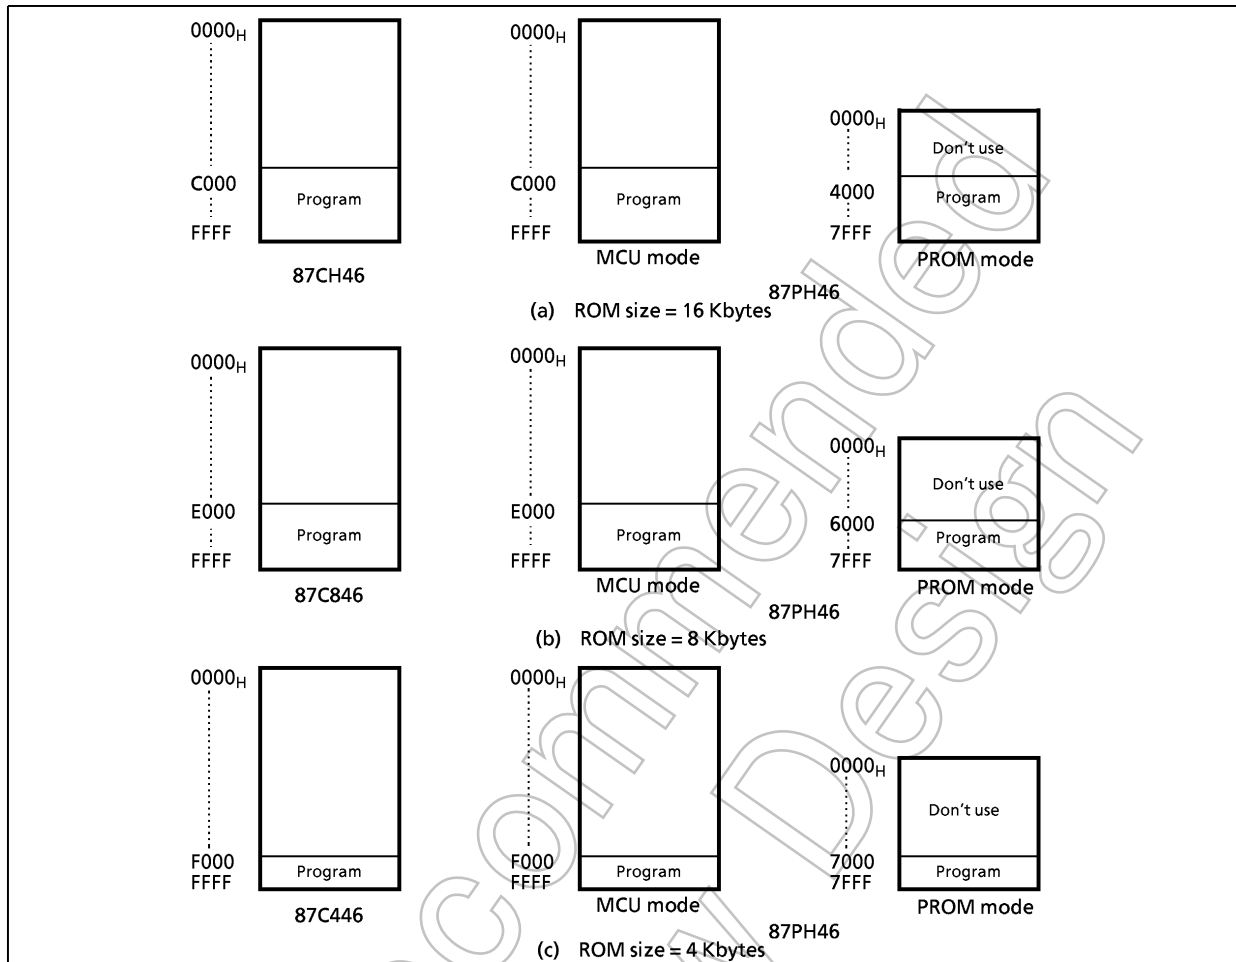 0000H
C000
FFFF
Program
87CH46
0000H
C000
FFFF
Program
MCU mode
0000H
4000
7FFF
Don't use
Program
PROM mode
87PH46
(a) ROM size = 16 Kbytes
0000H
E000
FFFF
Program
87C846
0000H
E000
FFFF
Program
MCU mode
0000H
6000
7FFF
Don't use
Program
PROM mode
87PH46
(b) ROM size = 8 Kbytes
0000H
F000
FFFF
Program
87C446
0000H
F000
FFFF
Program
MCU mode
0000H
7000
7FFF
Don't use
Program
PROM mode
87PH46
(c) ROM size = 4 Kbytes
Design